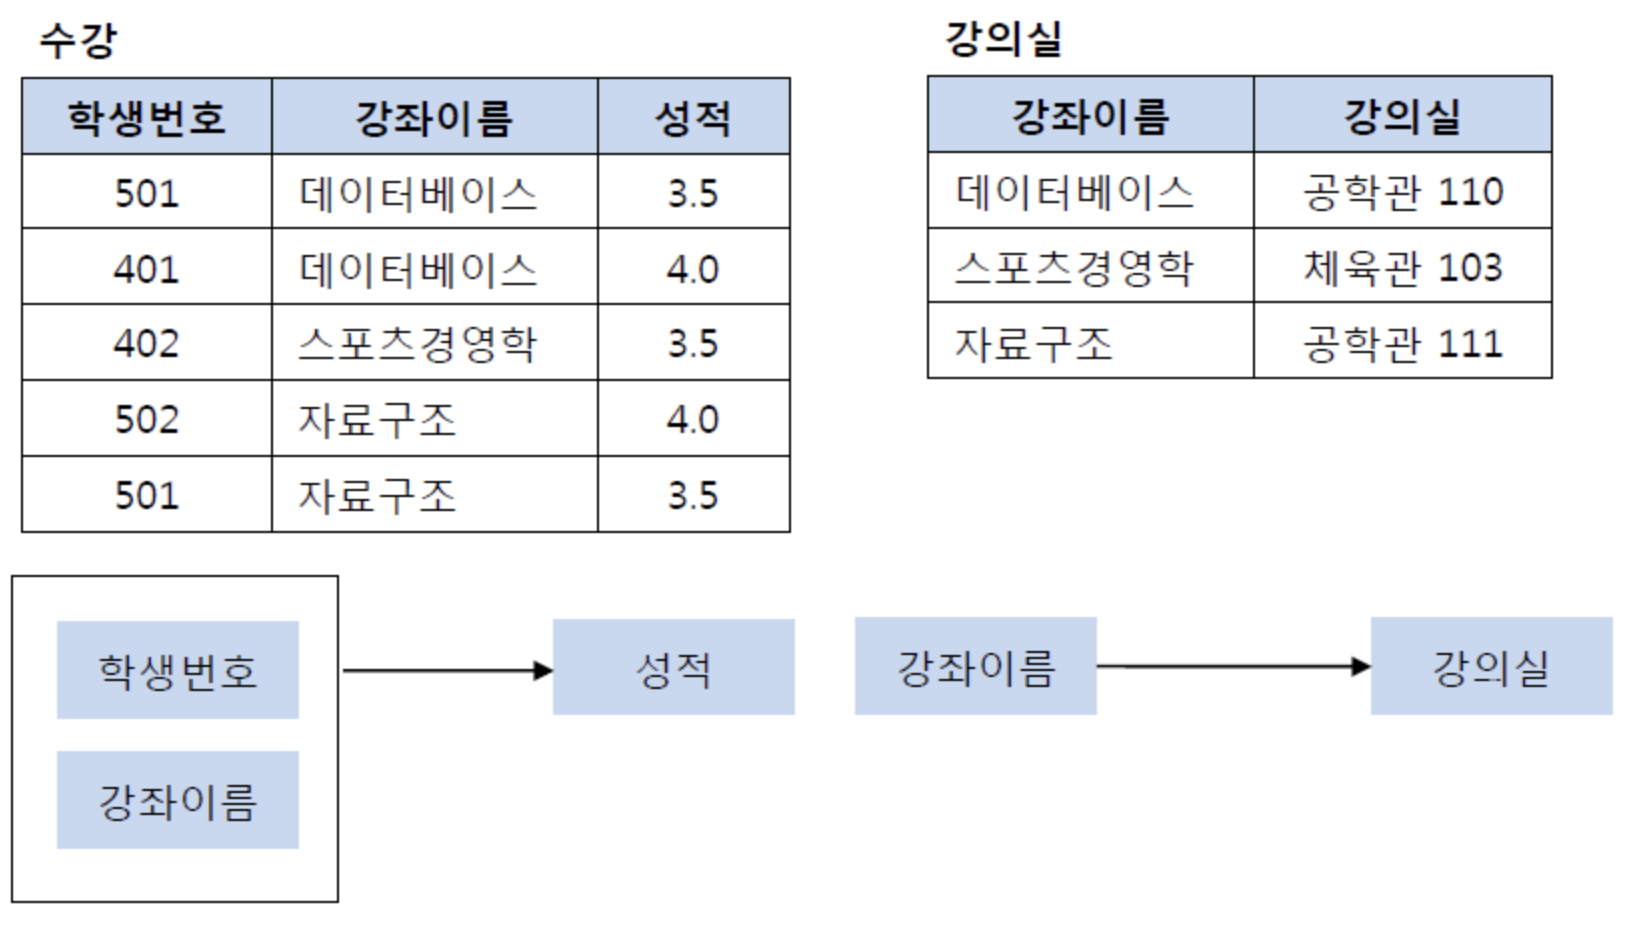 수강
학생번호 강좌이름 성적
501 데이터베이스 3.5
401 데이터베이스 4.0
402 스포츠경영학 3.5
502 자료구조 4.0
501 자료구조 3.5
강의실
강좌이름 강의실
데이터베이스 공학관 110
스포츠경영학 체육관 103
자료구조 공학관 111
학생번호
강좌이름
성적
강좌이름
강의실